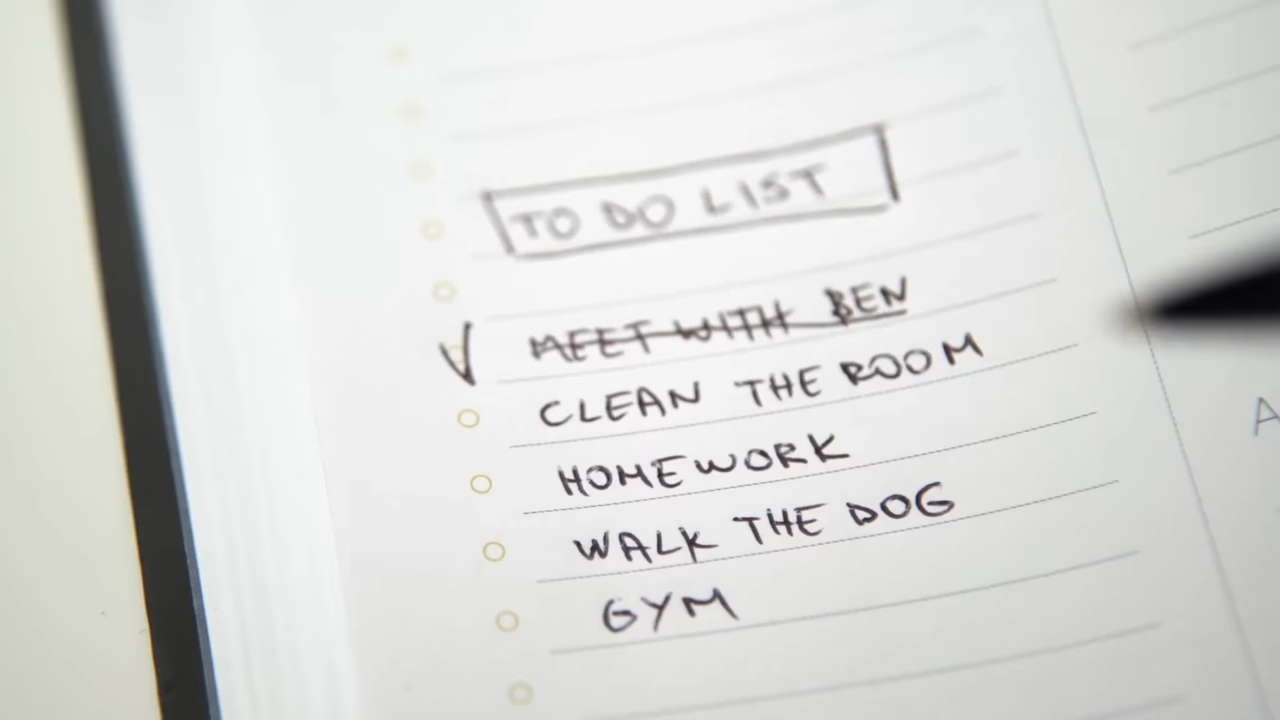 TO DO LIST
MEET WITH BEN
CLEAN THE ROOM
HOMEWORK
WALK THE DOG
GYM
A